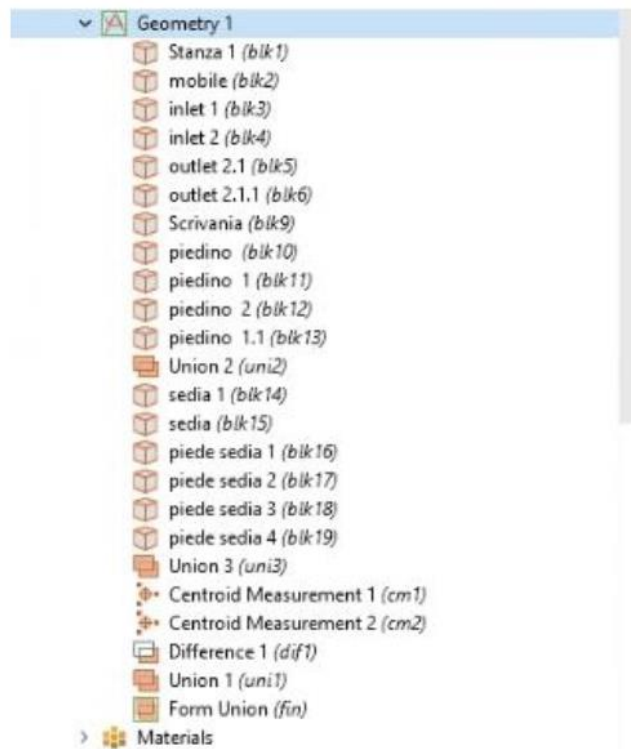 Geometry 1
Stanza 1 (blk1)
mobile (blk2)
inlet 1 (blk3)
inlet 2 (blk4)
outlet 2.1 (blk5)
outlet 2.1.1 (blk6)
Scrivania (blk9)
piedino (blk10)
piedino 1 (blk11)
piedino 2 (blk12)
piedino 1.1 (blk13)
Union 2 (uni2)
sedia 1 (blk14)
sedia (blk15)
piede sedia 1 (blk16)
piede sedia 2 (blk17)
piede sedia 3 (blk18)
piede sedia 4 (blk19)
Union 3 (uni3)
Centroid Measurement 1 (cm1)
Centroid Measurement 2 (cm2)
Difference 1 (dif1)
Union 1 (uni1)
Form Union (fin)
Materials